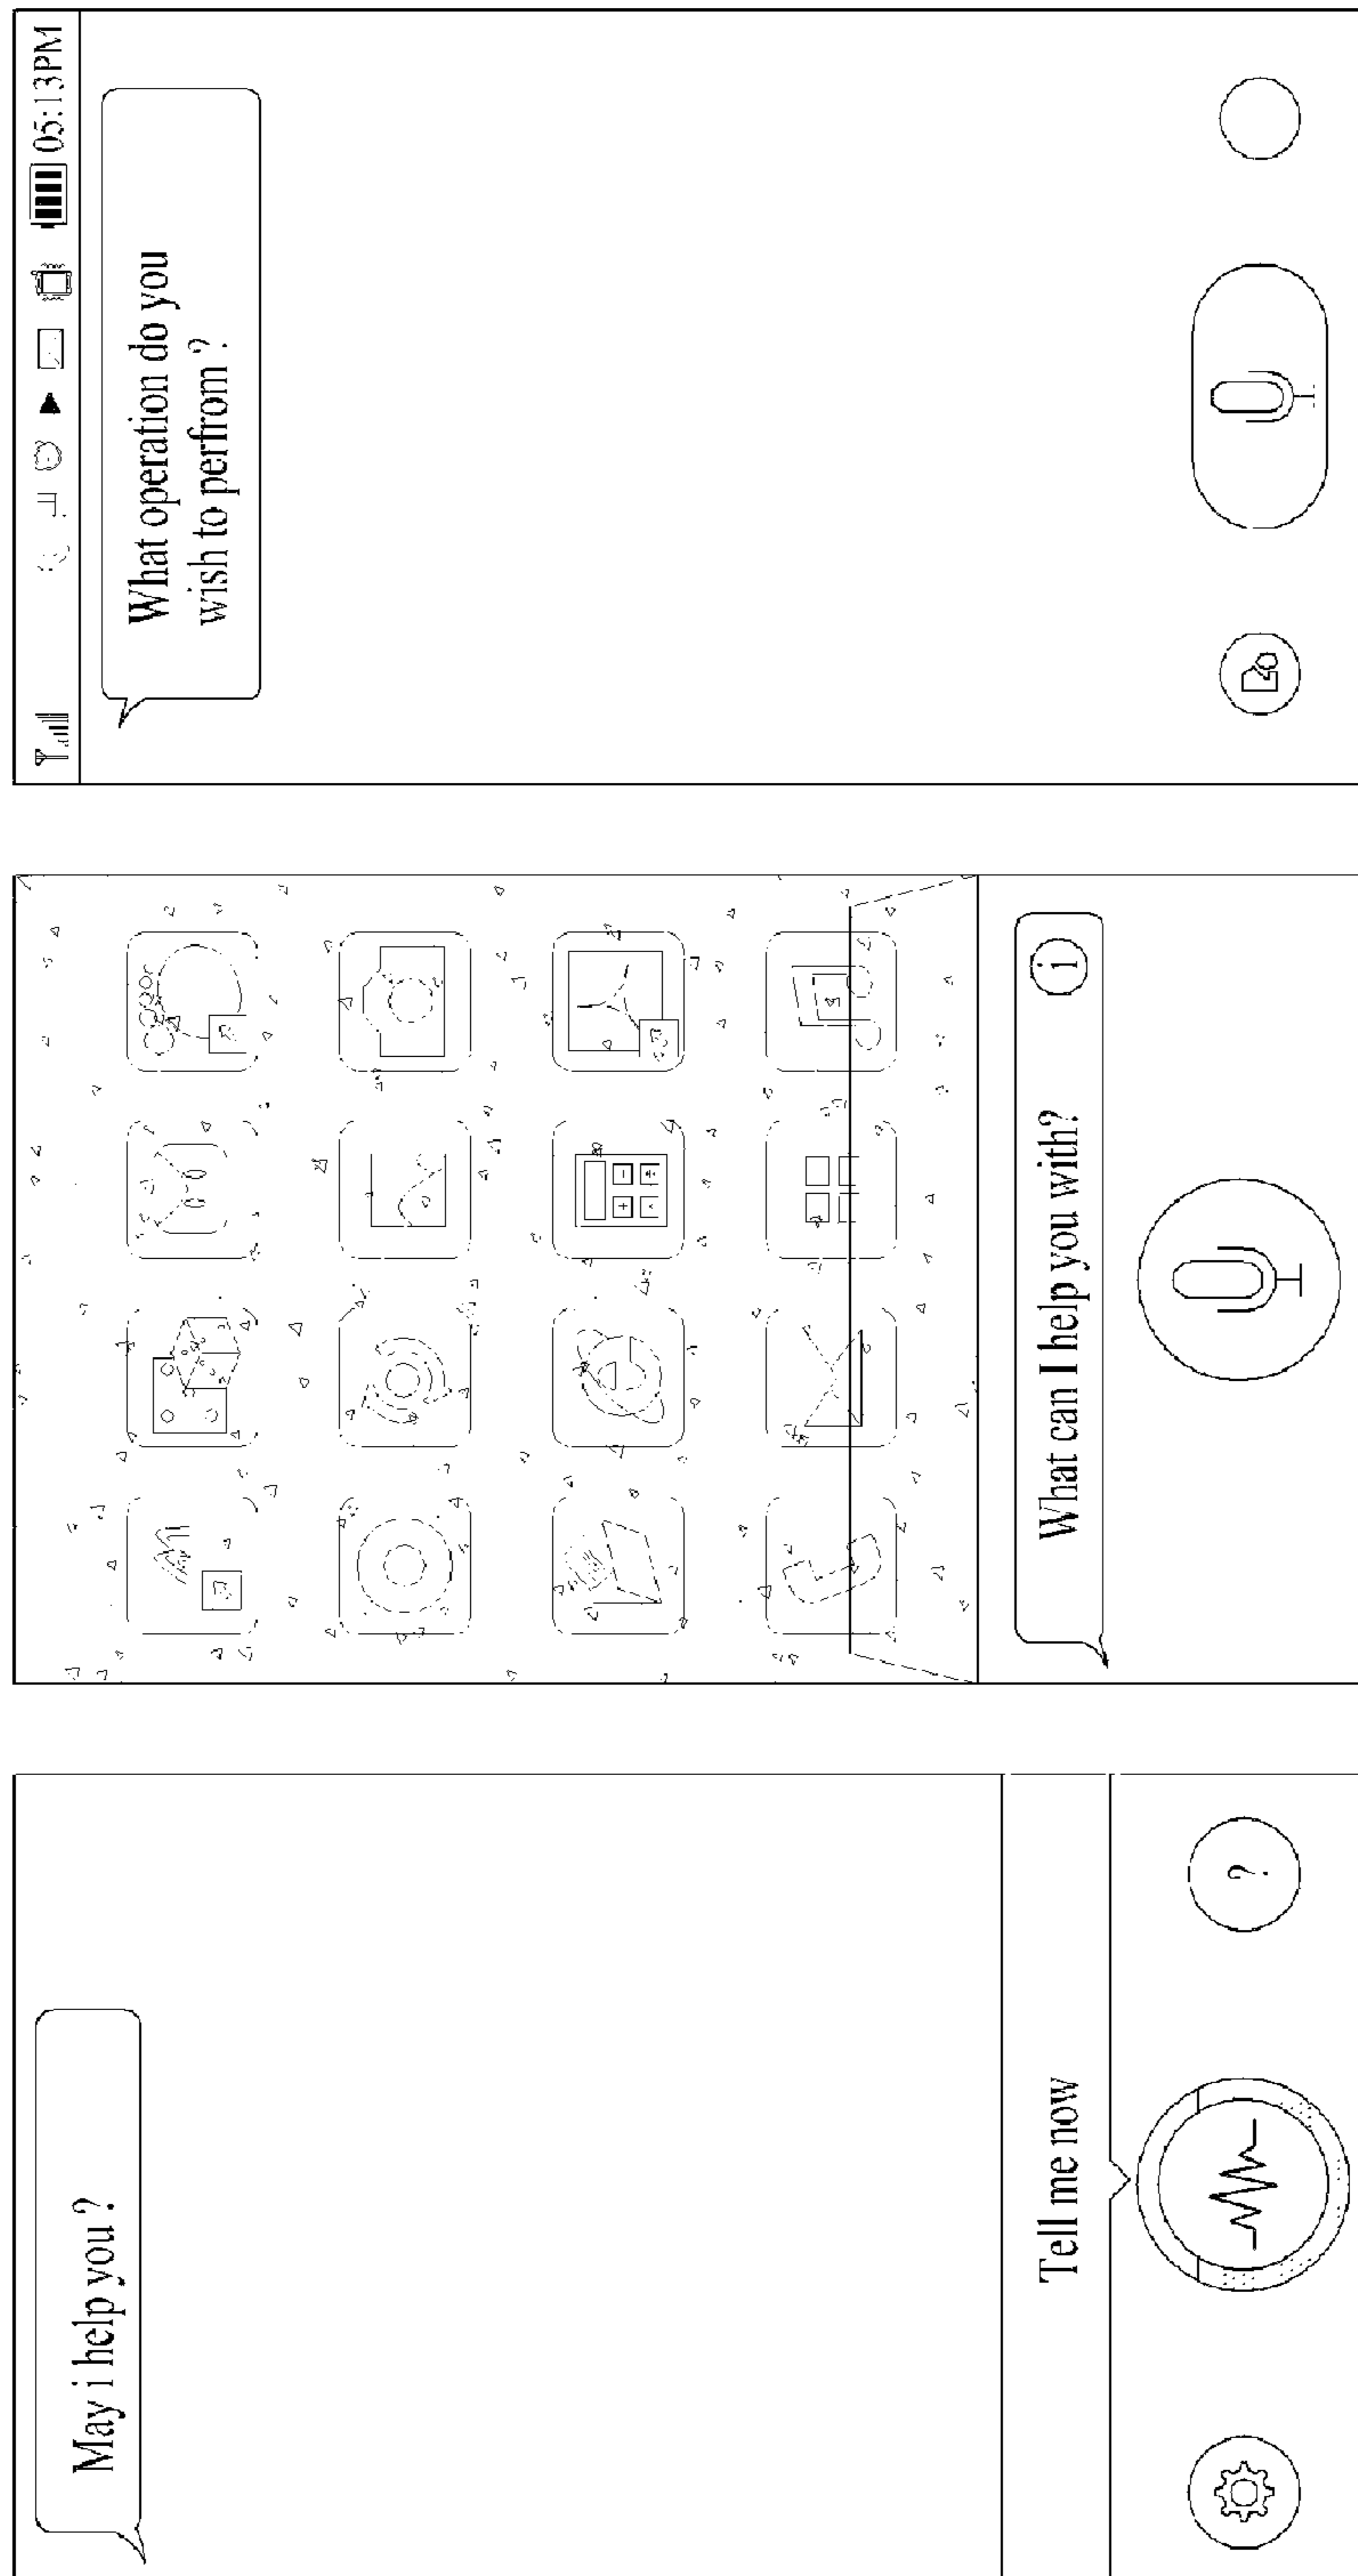 May i help you ?
Tell me now
?
What can I help you with?
i
05:13PM
What operation do you
wish to perfrom ?